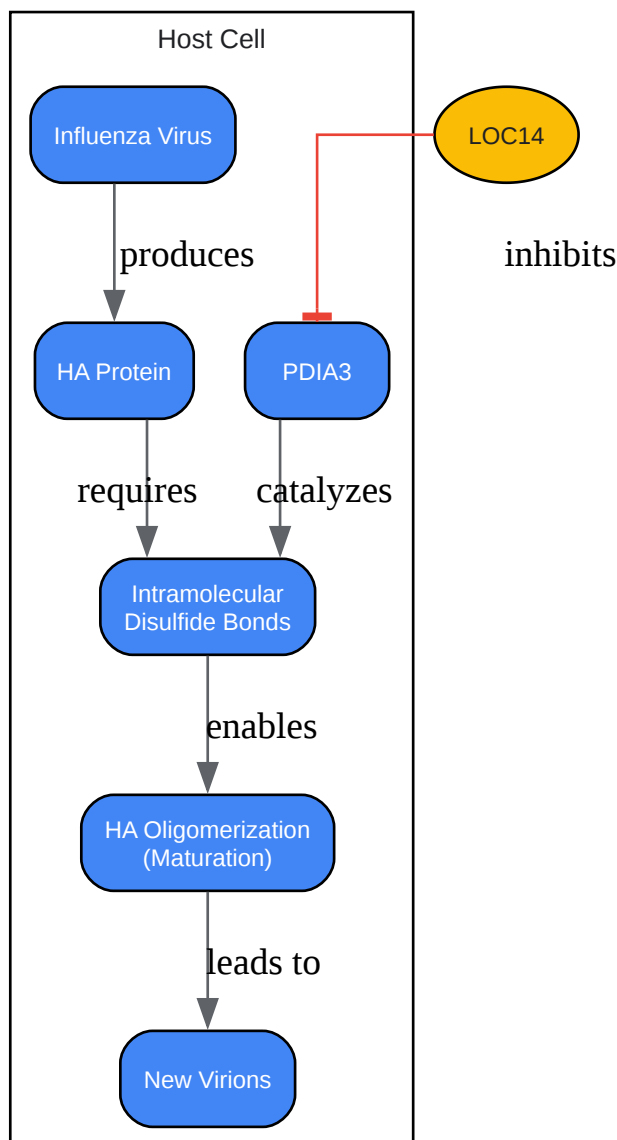 Host Cell
Influenza Virus
LOC14
produces
inhibits
HA Protein
PDIA3
requires
catalyzes
Intramolecular
Disulfide Bonds
enables
HA Oligomerization
(Maturation)
leads to
New Virions